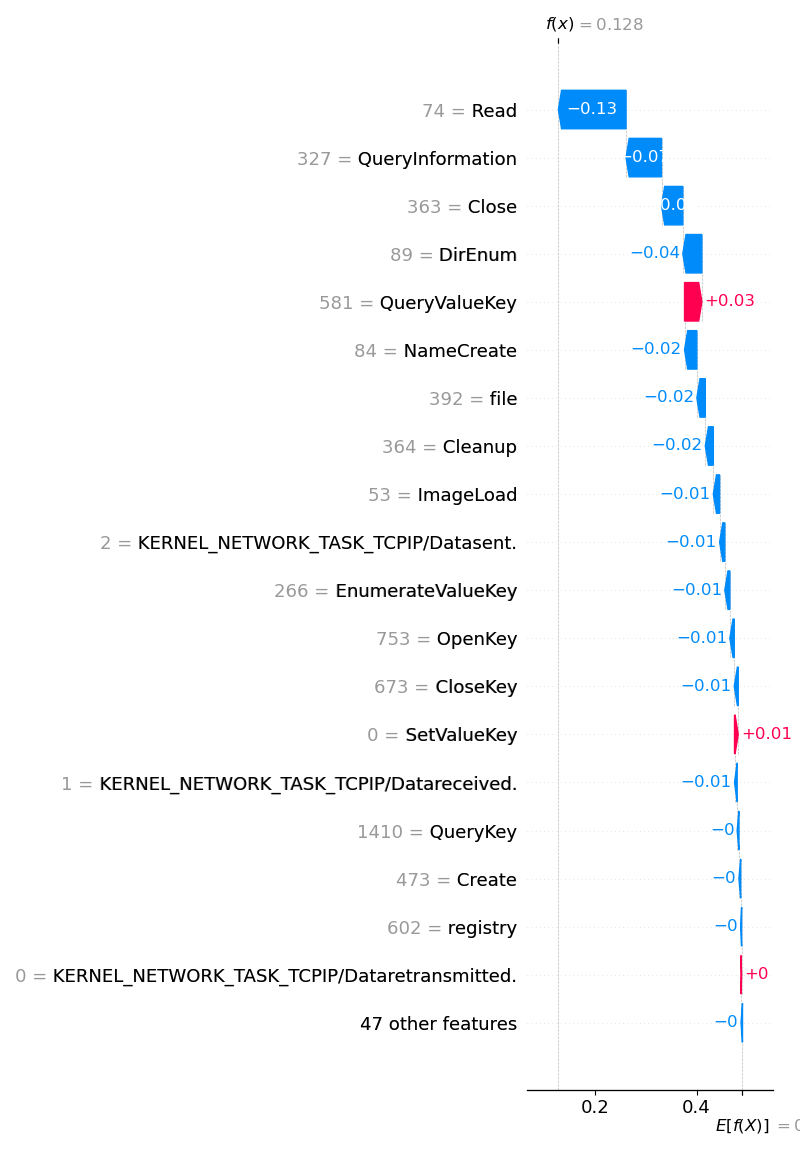 f(x) = 0.128
74 = Read −0.13
327 = QueryInformation −0.07
363 = Close 0.0
89 = DirEnum −0.04
581 = QueryValueKey +0.03
84 = NameCreate −0.02
392 = file −0.02
364 = Cleanup −0.02
53 = ImageLoad −0.01
2 = KERNEL_NETWORK_TASK_TCPIP/Datasent. −0.01
266 = EnumerateValueKey −0.01
753 = OpenKey −0.01
673 = CloseKey −0.01
0 = SetValueKey +0.01
1 = KERNEL_NETWORK_TASK_TCPIP/Datareceived. −0.01
1410 = QueryKey −0
473 = Create −0
602 = registry −0
0 = KERNEL_NETWORK_TASK_TCPIP/Dataretransmitted. +0
47 other features −0
0.2 0.4
E[f(X)] =